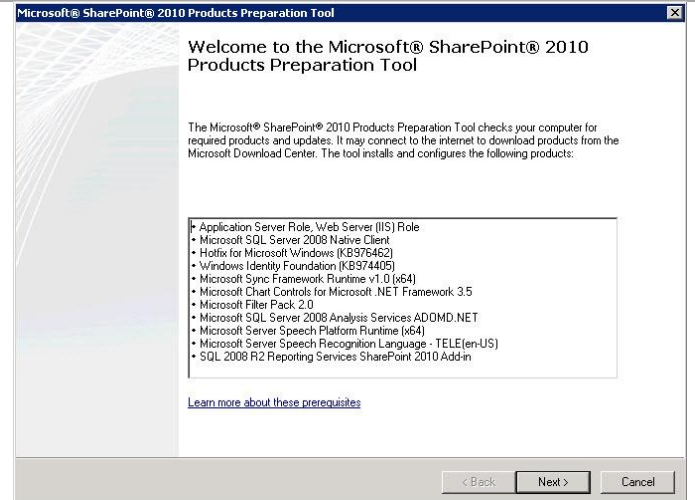 Microsoft® SharePoint® 2010 Products Preparation Tool
Welcome to the Microsoft® SharePoint® 2010
Products Preparation Tool
The Microsoft® SharePoint® 2010 Products Preparation Tool checks your computer for
required products and updates. It may connect to the internet to download products from the
Microsoft Download Center. The tool installs and configures the following products:
• Application Server Role, Web Server (IIS) Role
• Microsoft SQL Server 2008 Native Client
• Hotfix for Microsoft Windows (KB976462)
• Windows Identity Foundation (KB974405)
• Microsoft Sync Framework Runtime v1.0 (x64)
• Microsoft Chart Controls for Microsoft .NET Framework 3.5
• Microsoft Filter Pack 2.0
• Microsoft SQL Server 2008 Analysis Services ADOMD.NET
• Microsoft Server Speech Platform Runtime (x64)
• Microsoft Server Speech Recognition Language - TELE(en-US)
• SQL 2008 R2 Reporting Services SharePoint 2010 Add-in
Learn more about these prerequisites
< Back Next > Cancel